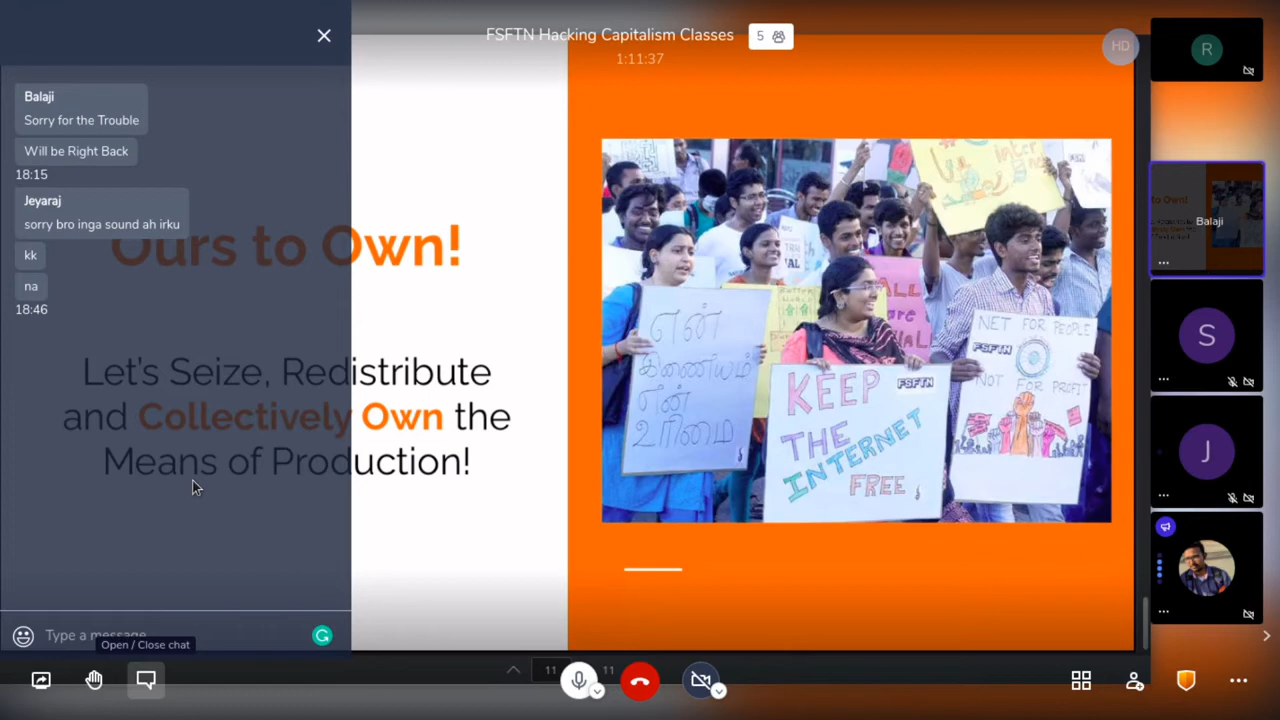 FSFTN Hacking Capitalism Classes
5
1:11:37
HD
R
Balaji
Sorry for the Trouble
Will be Right Back
18:15
Jeyaraj
sorry bro inga sound ah irku
kk
na
18:46
Ours to Own!
Let's Seize, Redistribute
and Collectively Own the
Means of Production!
என்
இணையம்
என்
உரிமை
KEEP
FSFTN
THE
INTERNET
FREE
NET FOR PEOPLE
FSFTN
NOT FOR PROFIT
ALL
are
Balaji
S
J
Type a message
Open / Close chat
11
11